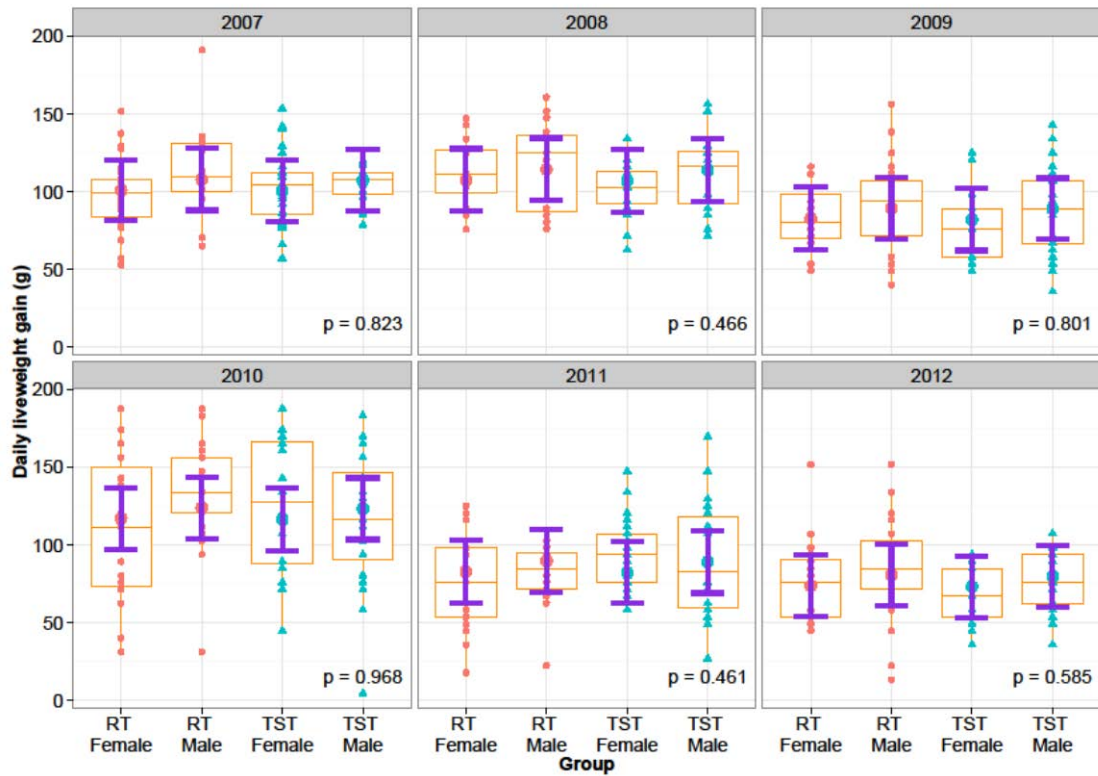 2007 2008 2009
200
150
100
50
0
p = 0.823 p = 0.466 p = 0.801
2010 2011 2012
200
150
100
50
0
p = 0.968 p = 0.461 p = 0.585
Daily liveweight gain (g)
RT RT TST TST RT RT TST TST RT RT TST TST
Female Male Female Male Female Male Female Male Female Male Female Male
Group